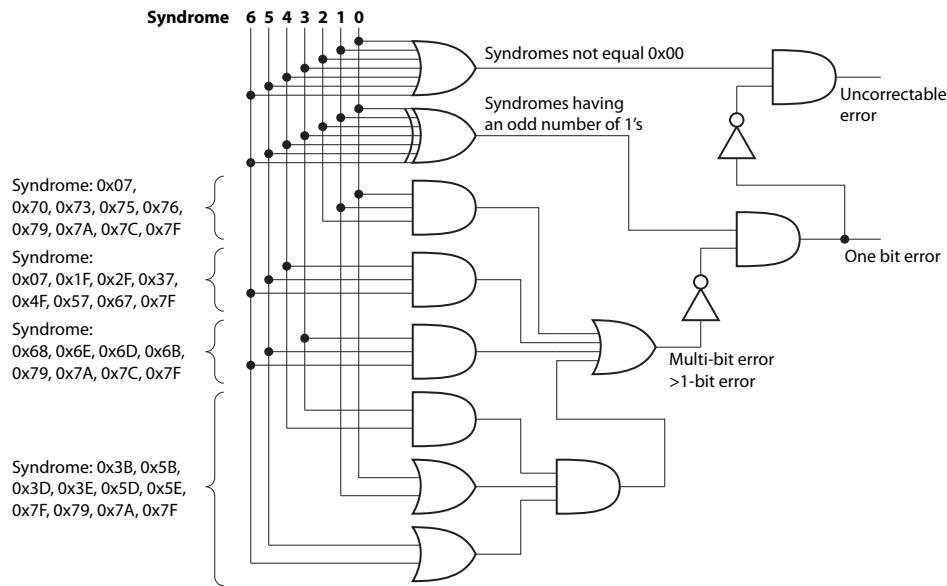 Syndrome 6 5 4 3 2 1 0
Syndromes not equal 0x00
Uncorrectable
error
Syndromes having
an odd number of 1's
Syndrome: 0x07,
0x70, 0x73, 0x75, 0x76,
0x79, 0x7A, 0x7C, 0x7F
One bit error
Syndrome:
0x07, 0x1F, 0x2F, 0x37,
0x4F, 0x57, 0x67, 0x7F
Syndrome:
0x68, 0x6E, 0x6D, 0x6B,
0x79, 0x7A, 0x7C, 0x7F
Multi-bit error
>1-bit error
Syndrome: 0x3B, 0x5B,
0x3D, 0x3E, 0x5D, 0x5E,
0x7F, 0x79, 0x7A, 0x7F